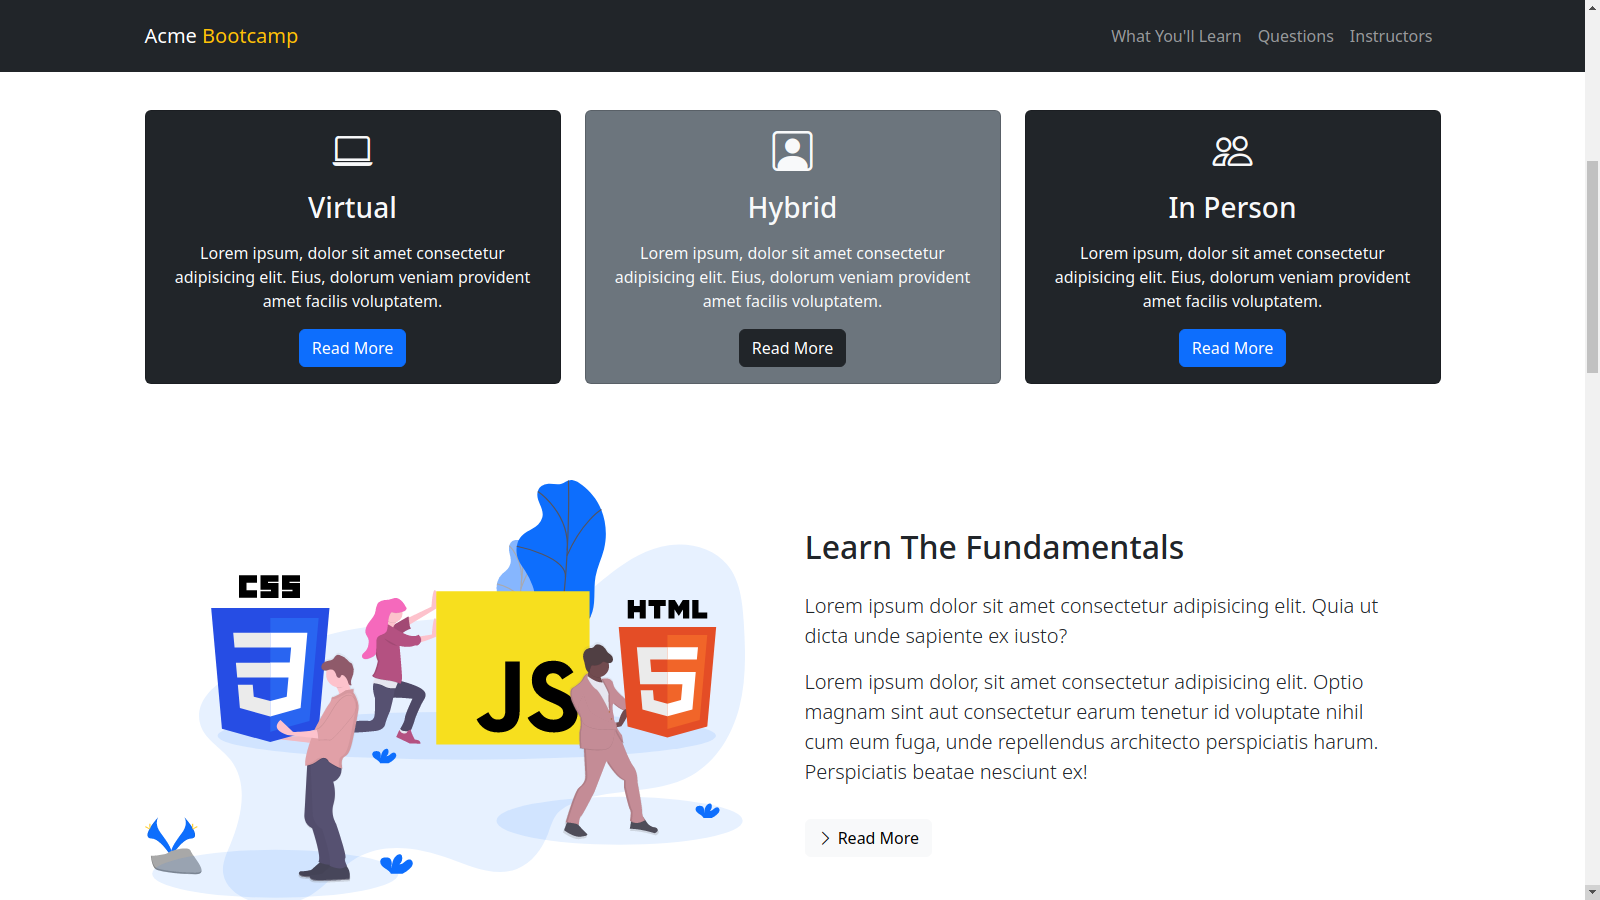 Acme Bootcamp
What You'll Learn Questions Instructors
Virtual
Lorem ipsum, dolor sit amet consectetur
adipisicing elit. Eius, dolorum veniam provident
amet facilis voluptatem.
Read More
Hybrid
Lorem ipsum, dolor sit amet consectetur
adipisicing elit. Eius, dolorum veniam provident
amet facilis voluptatem.
Read More
In Person
Lorem ipsum, dolor sit amet consectetur
adipisicing elit. Eius, dolorum veniam provident
amet facilis voluptatem.
Read More
CSS
3
JS
HTML
5
Learn The Fundamentals
Lorem ipsum dolor sit amet consectetur adipisicing elit. Quia ut
dicta unde sapiente ex iusto?
Lorem ipsum dolor, sit amet consectetur adipisicing elit. Optio
magnam sint aut consectetur earum tenetur id voluptate nihil
cum eum fuga, unde repellendus architecto perspiciatis harum.
Perspiciatis beatae nesciunt ex!
Read More